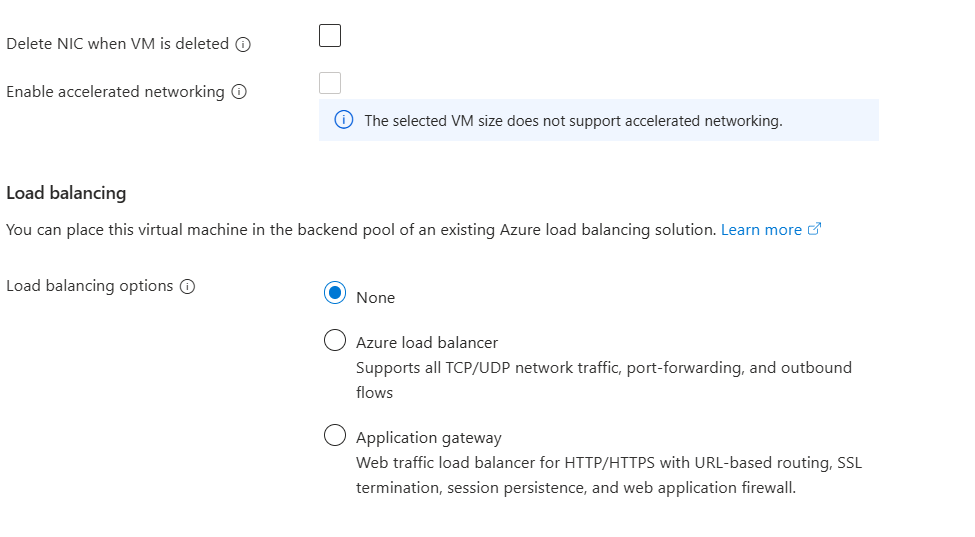 Delete NIC when VM is deleted
Enable accelerated networking
The selected VM size does not support accelerated networking.
Load balancing
You can place this virtual machine in the backend pool of an existing Azure load balancing solution. Learn more
Load balancing options
None
Azure load balancer
Supports all TCP/UDP network traffic, port-forwarding, and outbound
flows
Application gateway
Web traffic load balancer for HTTP/HTTPS with URL-based routing, SSL
termination, session persistence, and web application firewall.